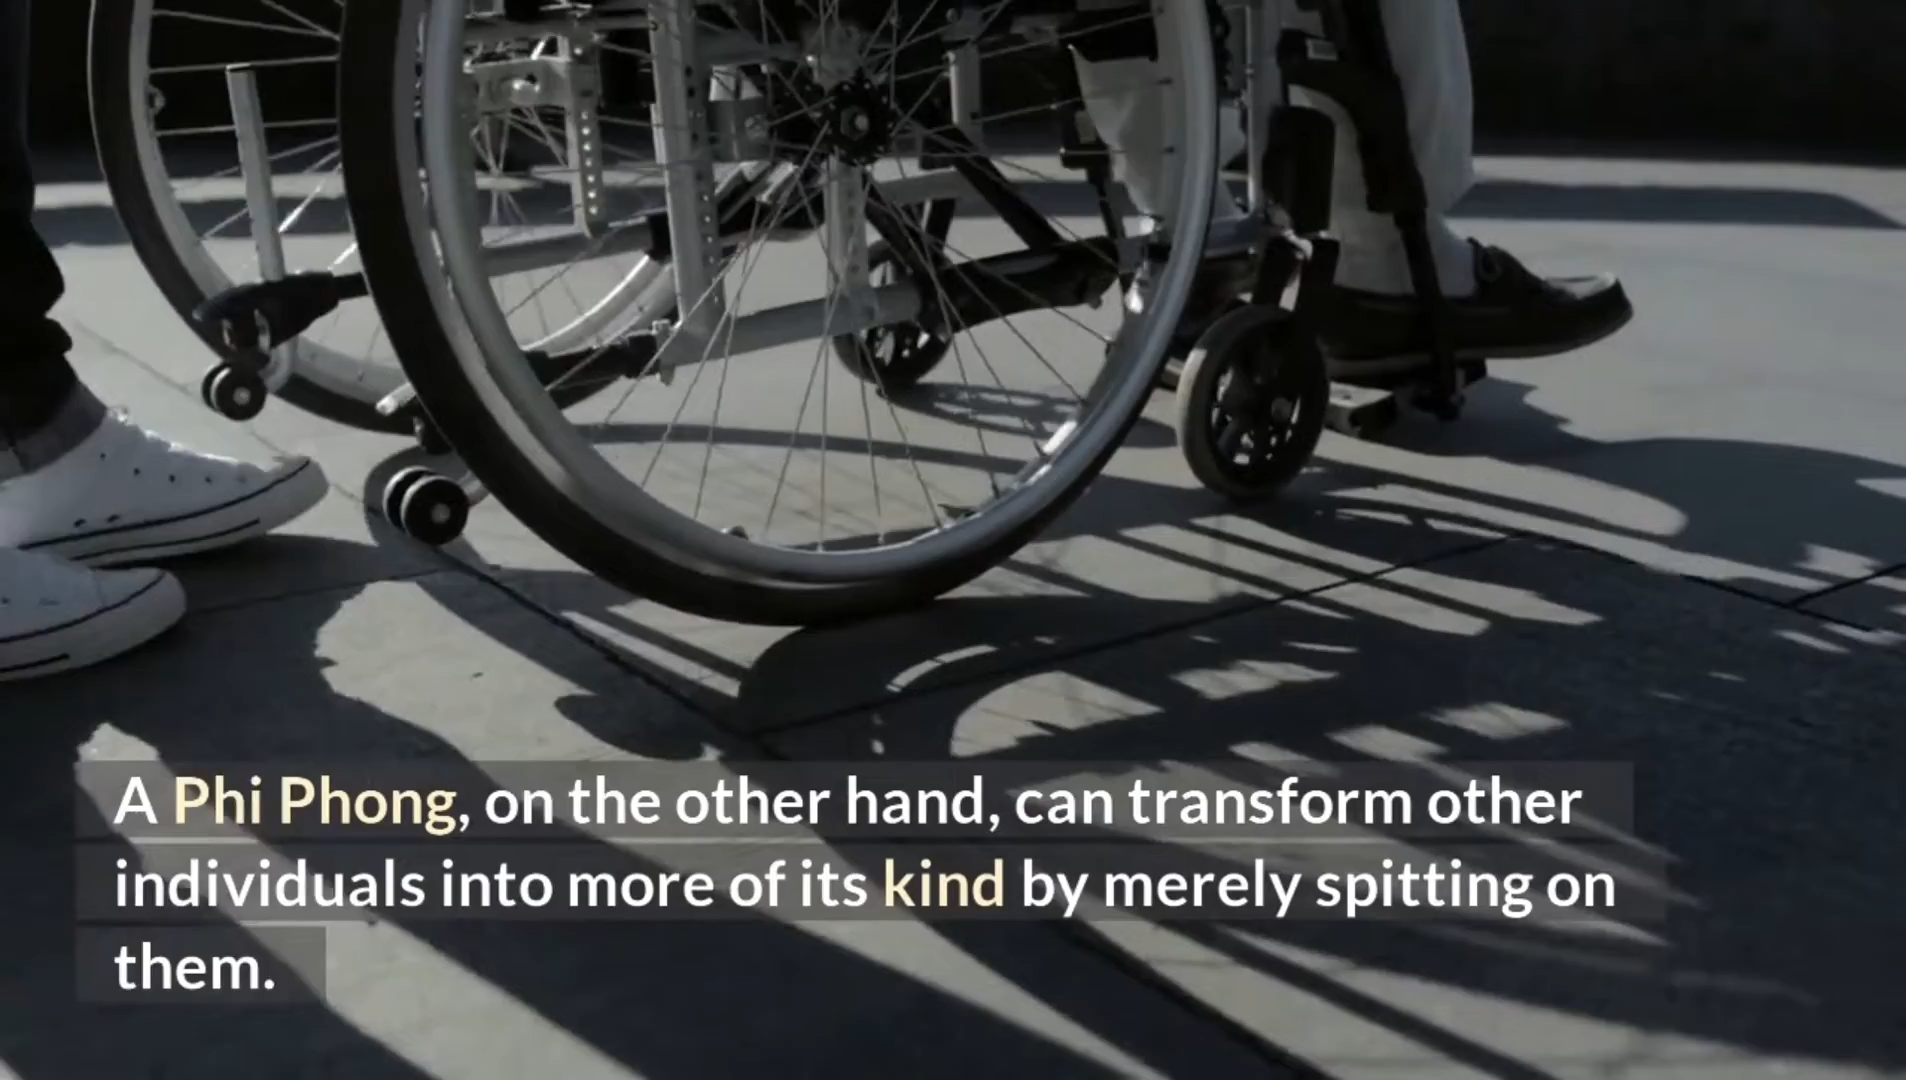 A Phi Phong, on the other hand, can transform other
individuals into more of its kind by merely spitting on
them.